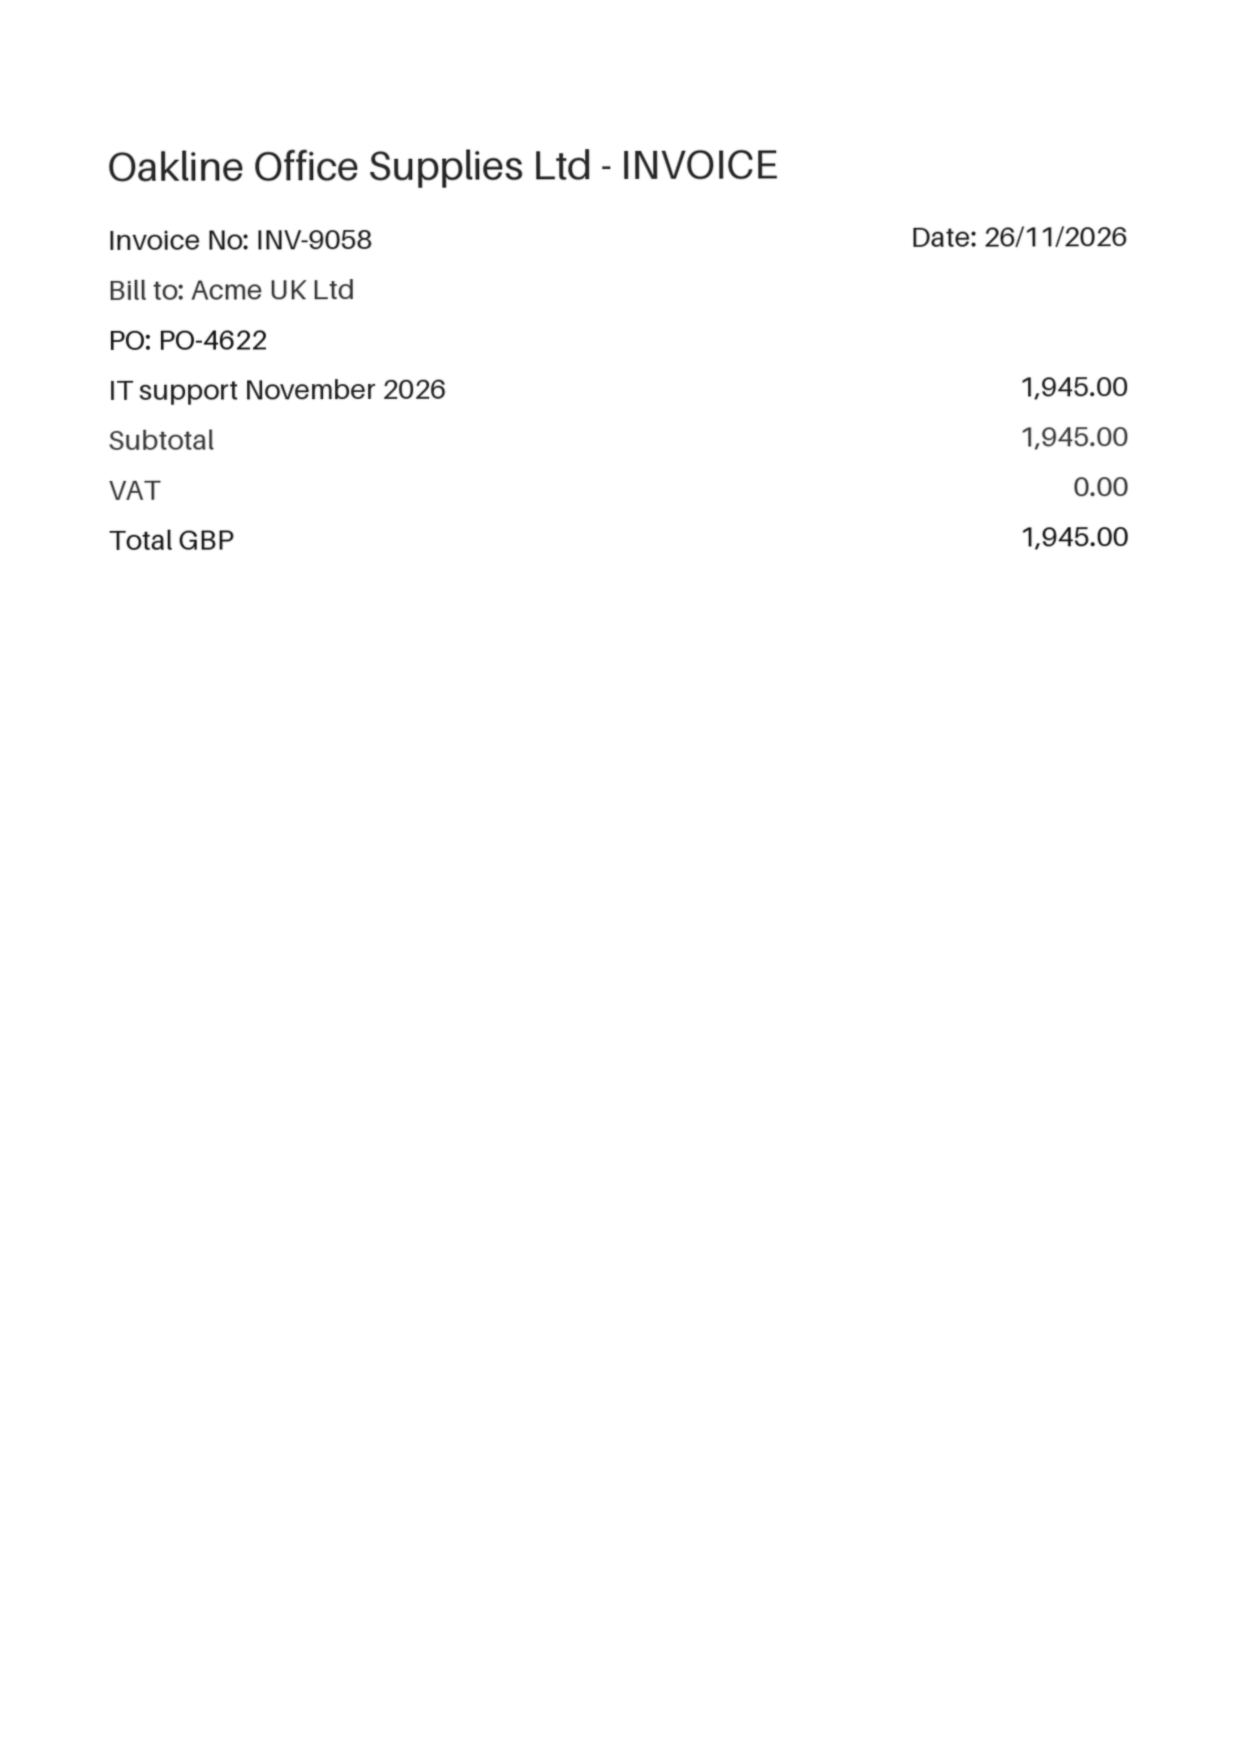 Oakline Office Supplies Ltd - INVOICE
Invoice No: INV-9058 Date: 26/11/2026
Bill to: Acme UK Ltd
PO: PO-4622
IT support November 2026 1,945.00
Subtotal 1,945.00
VAT 0.00
Total GBP 1,945.00